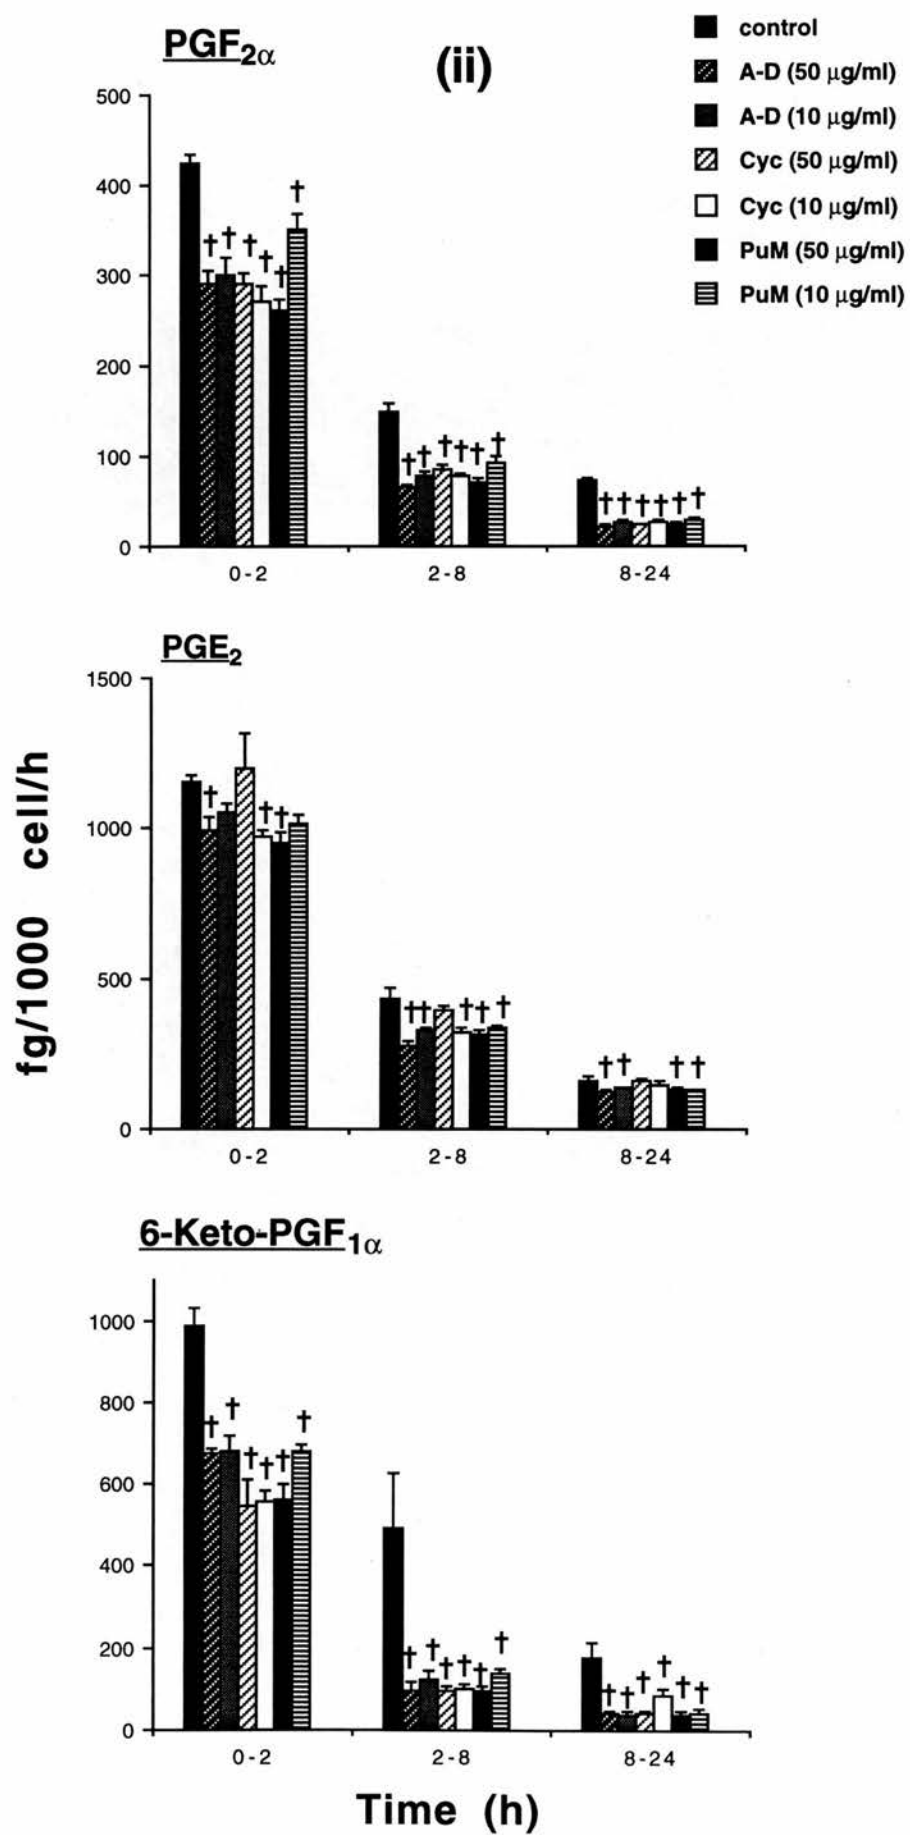 PGF2α
(ii)
control
A-D (50 μg/ml)
A-D (10 μg/ml)
Cyc (50 μg/ml)
Cyc (10 μg/ml)
PuM (50 μg/ml)
PuM (10 μg/ml)
500
400
300
200
100
0
† † † † † †
† † † † † †
† † † † † †
0-2 2-8 8-24
PGE2
1500
1000
500
0
† † †
†† † † †
† † † †
0-2 2-8 8-24
fg/1000 cell/h
6-Keto-PGF1α
1000
800
600
400
200
0
† † † † † †
† † † † † †
† † † † † †
0-2 2-8 8-24
Time (h)